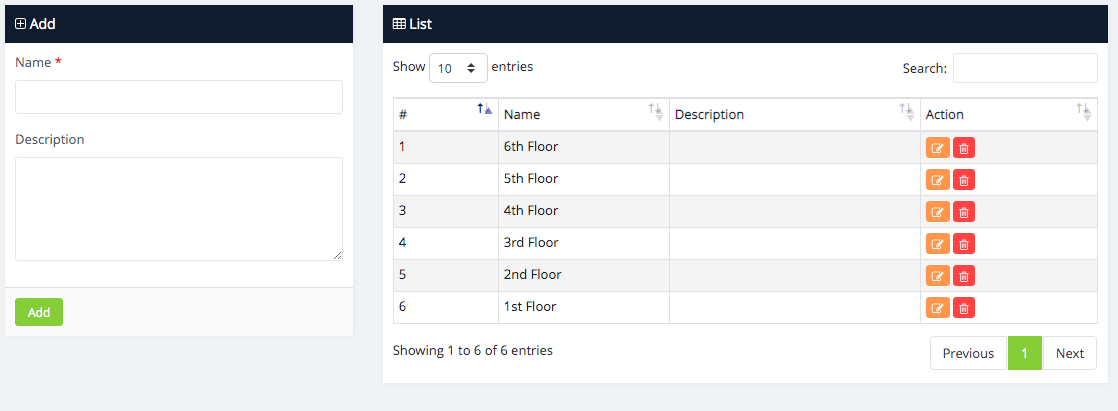 Add
Name *
Description
Add
List
Show 10 entries
Search:
# Name Description Action
1 6th Floor
2 5th Floor
3 4th Floor
4 3rd Floor
5 2nd Floor
6 1st Floor
Showing 1 to 6 of 6 entries
Previous 1 Next